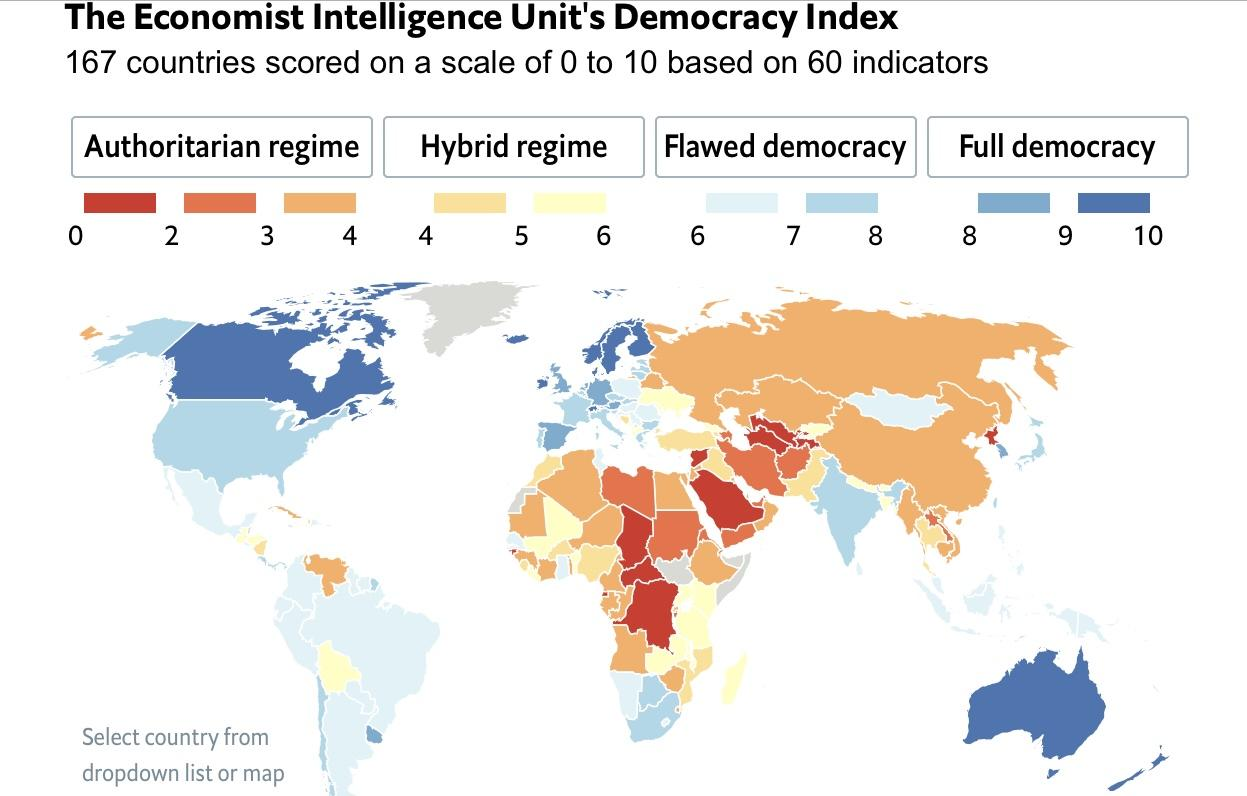 The Economist Intelligence Unit's Democracy Index
167 countries scored on a scale of 0 to 10 based on 60 indicators
Authoritarian regime Hybrid regime Flawed democracy Full democracy
0 2 3 4 4 5 6 6 7 8 8 9 10
Select country from
dropdown list or map